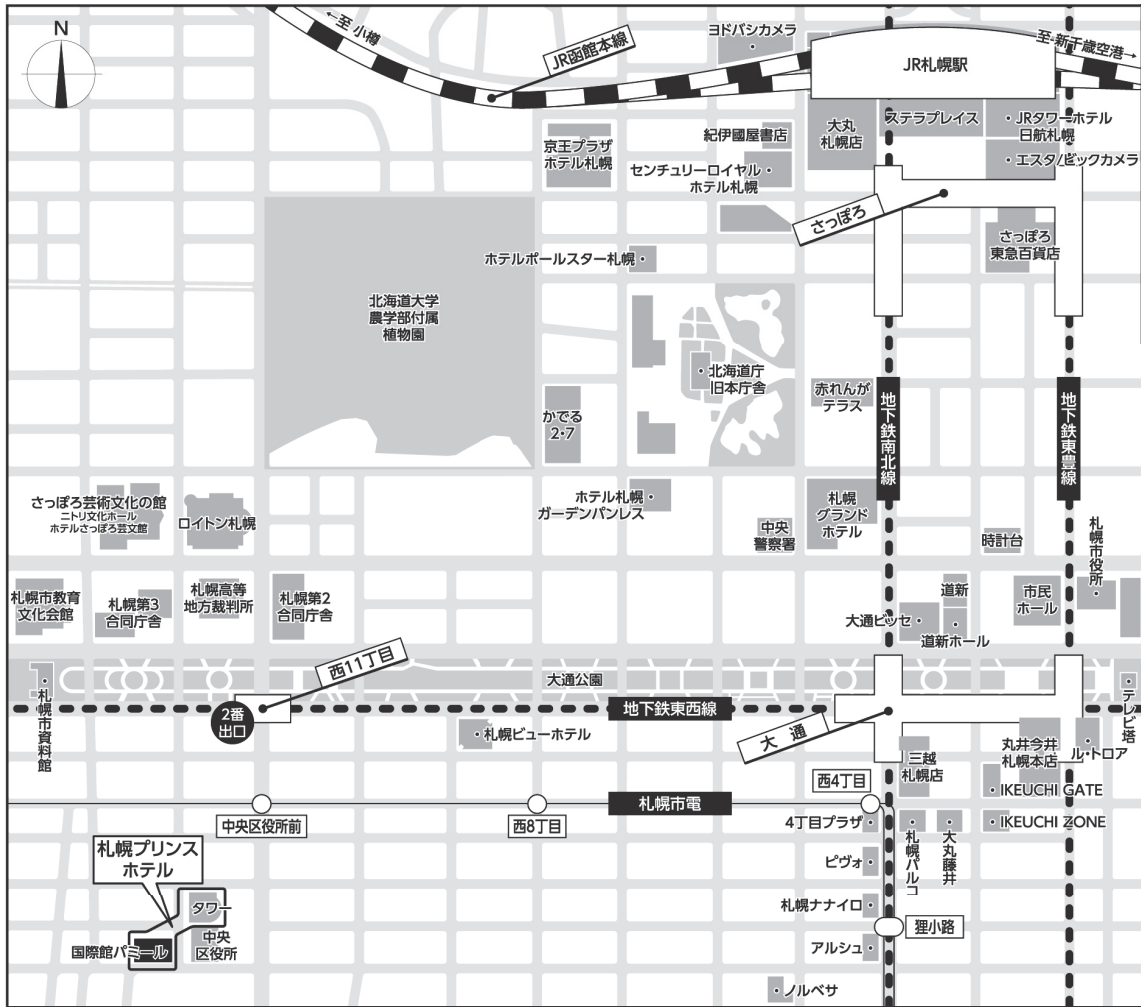 ←至 小樽
ヨドバシカメラ
至・新千歳空港→
N
JR函館本線
JR札幌駅
京王プラザ
ホテル札幌
紀伊國屋書店
センチュリーロイヤル・
ホテル札幌
大丸
札幌店
ステラプレイス
・JRタワーホテル
日航札幌
・エスタ/ビックカメラ
さっぽろ
さっぽろ
東急百貨店
ホテルポールスター札幌・
北海道大学
農学部付属
植物園
・北海道庁
旧本庁舎
かでる
2・7
赤れんが
テラス
地下鉄南北線
地下鉄東豊線
さっぽろ芸術文化の館
ニトリ文化ホール
ホテルさっぽろ芸文館
ロイトン札幌
ホテル札幌・
ガーデンパレス
中央
警察署
札幌
グランド
ホテル
時計台
札幌市役所・
札幌市教育
文化会館
札幌第3
合同庁舎
札幌高等
地方裁判所
札幌第2
合同庁舎
大通ビッセ・
道新
・
道新ホール
市民
ホール
西11丁目
大通公園
・札幌市資料館
2番
出口
・札幌ビューホテル
地下鉄東西線
大通
・テレビ塔
三越
札幌店
丸井今井
札幌本店
・
ル・トロア
西4丁目
・IKEUCHI GATE
札幌市電
中央区役所前
西8丁目
4丁目プラザ・
・札幌パルコ
・大丸藤井
・IKEUCHI ZONE
札幌プリンス
ホテル
ピヴォ・
タワー
札幌ナナイロ・
狸小路
国際館パミール
中央
区役所
アルシュ・
・ノルベサ